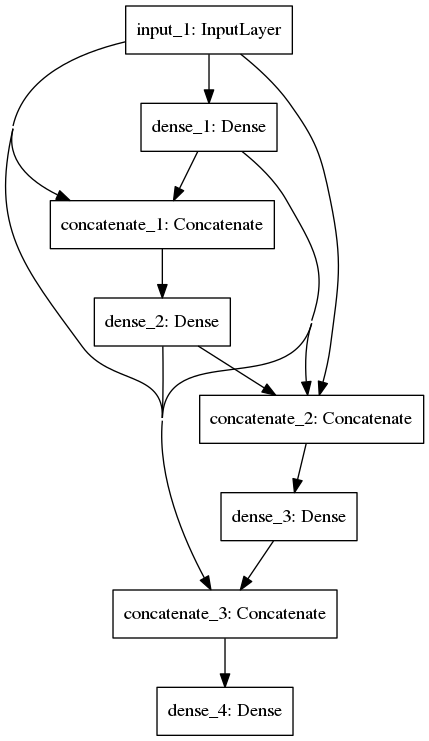 input_1: InputLayer
dense_1: Dense
concatenate_1: Concatenate
dense_2: Dense
concatenate_2: Concatenate
dense_3: Dense
concatenate_3: Concatenate
dense_4: Dense